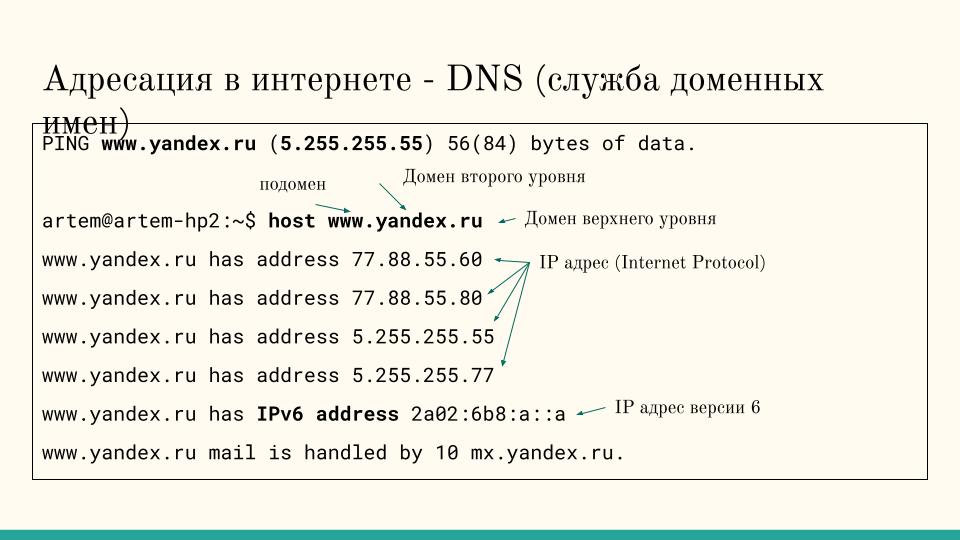 Адресация в интернете - DNS (служба доменных
имен)
PING www.yandex.ru (5.255.255.55) 56(84) bytes of data.
подомен
Домен второго уровня
artem@artem-hp2:~$ host www.yandex.ru
Домен верхнего уровня
www.yandex.ru has address 77.88.55.60
IP адрес (Internet Protocol)
www.yandex.ru has address 77.88.55.80
www.yandex.ru has address 5.255.255.55
www.yandex.ru has address 5.255.255.77
www.yandex.ru has IPv6 address 2a02:6b8:a::a
IP адрес версии 6
www.yandex.ru mail is handled by 10 mx.yandex.ru.